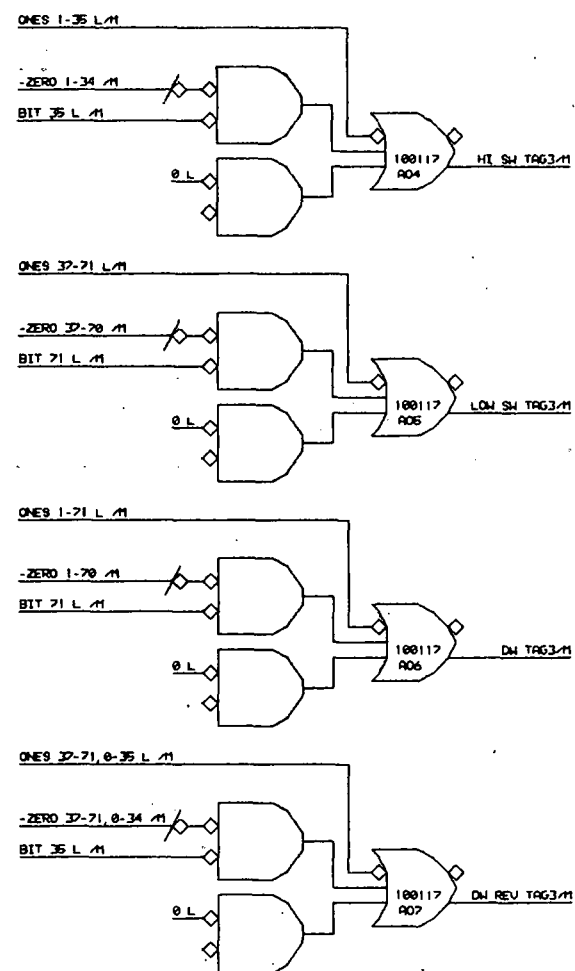 ONES 1-35 L/M
-ZERO 1-34 /M
BIT 35 L /M
100117
A04
HI SW TAG3/M
0 L
ONES 37-71 L/M
-ZERO 37-70 /M
BIT 71 L /M
100117
A05
LOW SW TAG3/M
0 L
ONES 1-71 L /M
-ZERO 1-70 /M
BIT 71 L /M
100117
A06
DW TAG3/M
0 L
ONES 37-71,0-35 L /M
-ZERO 37-71,0-34 /M
BIT 35 L /M
100117
A07
DW REV TAG3/M
0 L